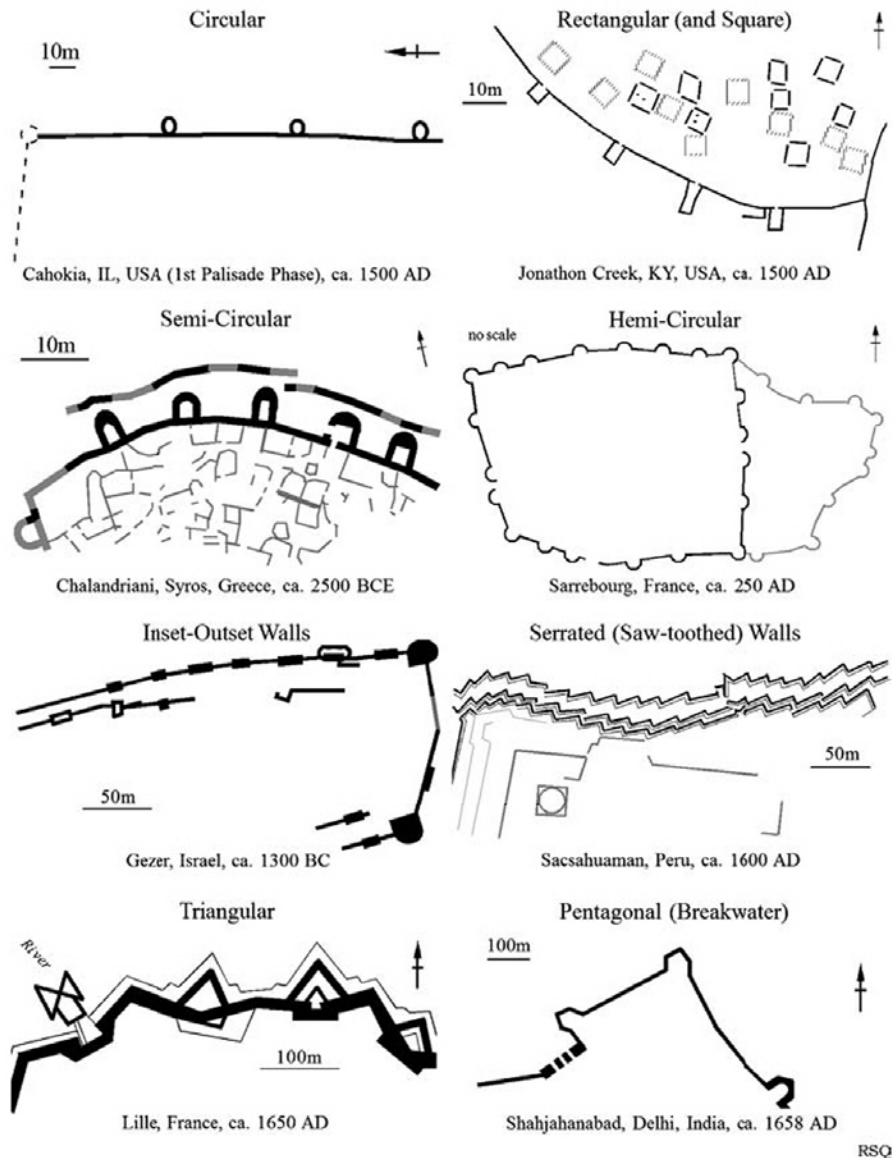 Circular
10m
Cahokia, IL, USA (1st Palisade Phase), ca. 1500 AD
Rectangular (and Square)
10m
Jonathon Creek, KY, USA, ca. 1500 AD
Semi-Circular
10m
Chalandriani, Syros, Greece, ca. 2500 BCE
Hemi-Circular
no scale
Sarrebourg, France, ca. 250 AD
Inset-Outset Walls
50m
Gezer, Israel, ca. 1300 BC
Serrated (Saw-toothed) Walls
50m
Sacsahuaman, Peru, ca. 1600 AD
Triangular
River
100m
Lille, France, ca. 1650 AD
Pentagonal (Breakwater)
100m
Shahjahanabad, Delhi, India, ca. 1658 AD
RSQ